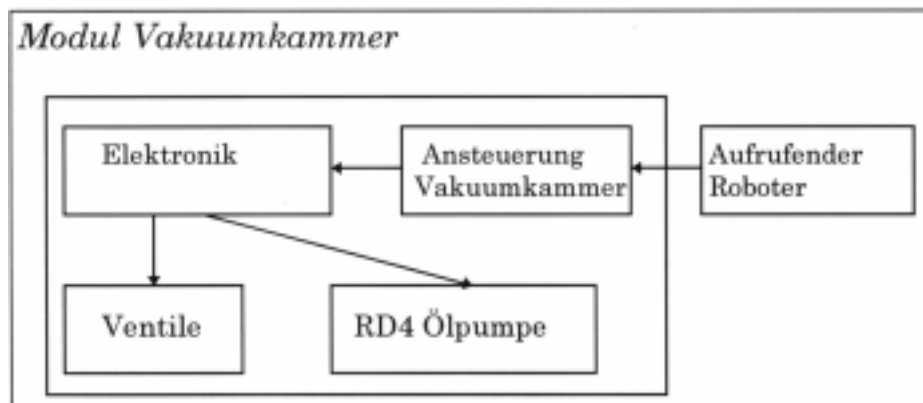 Modul Vakuumkammer
Elektronik
Ansteuerung
Vakuumkammer
Aufrufender
Roboter
Ventile
RD4 Ölpumpe